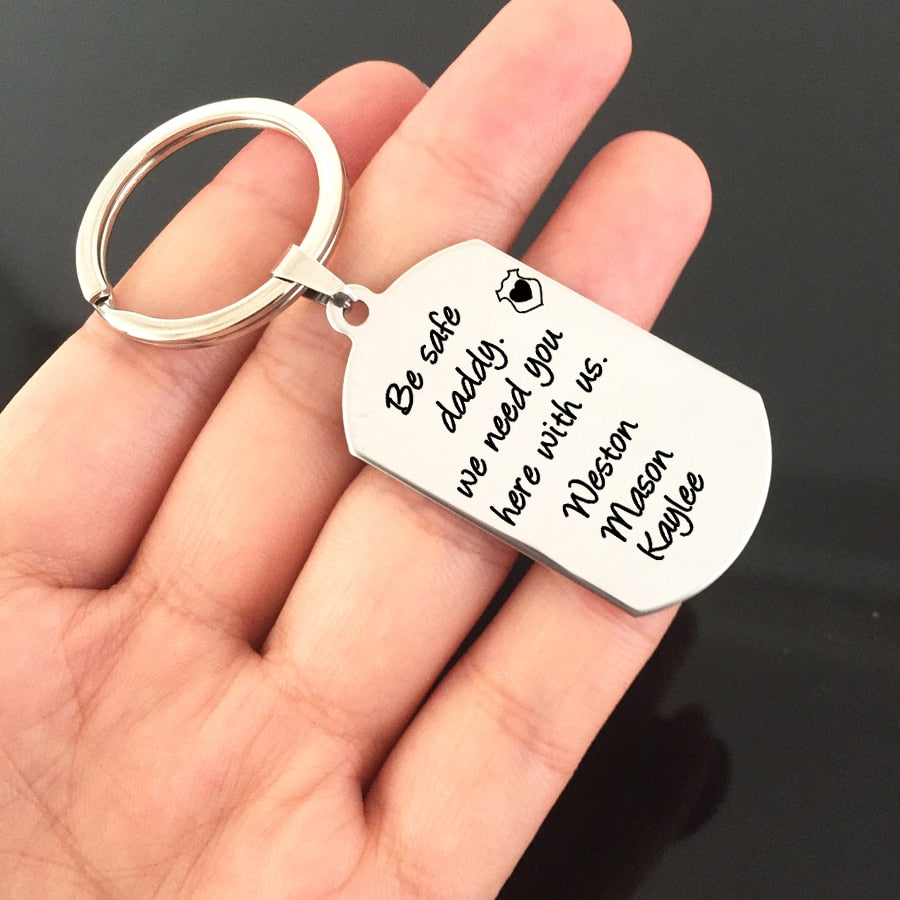 Be safe
daddy.
we need you
here with us.
Weston
Mason
Kaylee